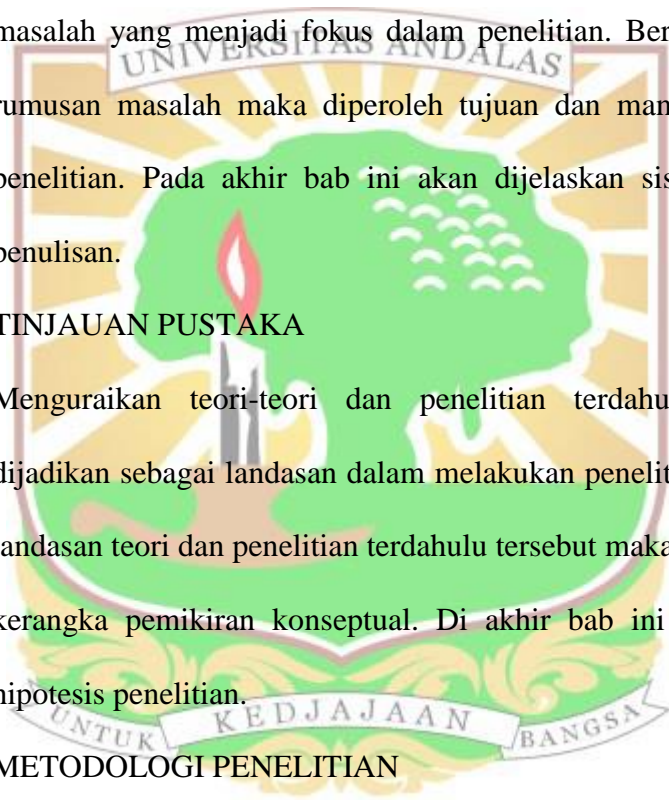 masalah yang menjadi fokus dalam penelitian. Ber
UNIVERSITAS ANDALAS
rumusan masalah maka diperoleh tujuan dan man
penelitian. Pada akhir bab ini akan dijelaskan sis
penulisan.
TINJAUAN PUSTAKA
Menguraikan teori-teori dan penelitian terdahu
dijadikan sebagai landasan dalam melakukan penelit
landasan teori dan penelitian terdahulu tersebut maka
kerangka pemikiran konseptual. Di akhir bab ini
hipotesis penelitian.
UNTUK KEDJAJAAN BANGSA
METODOLOGI PENELITIAN